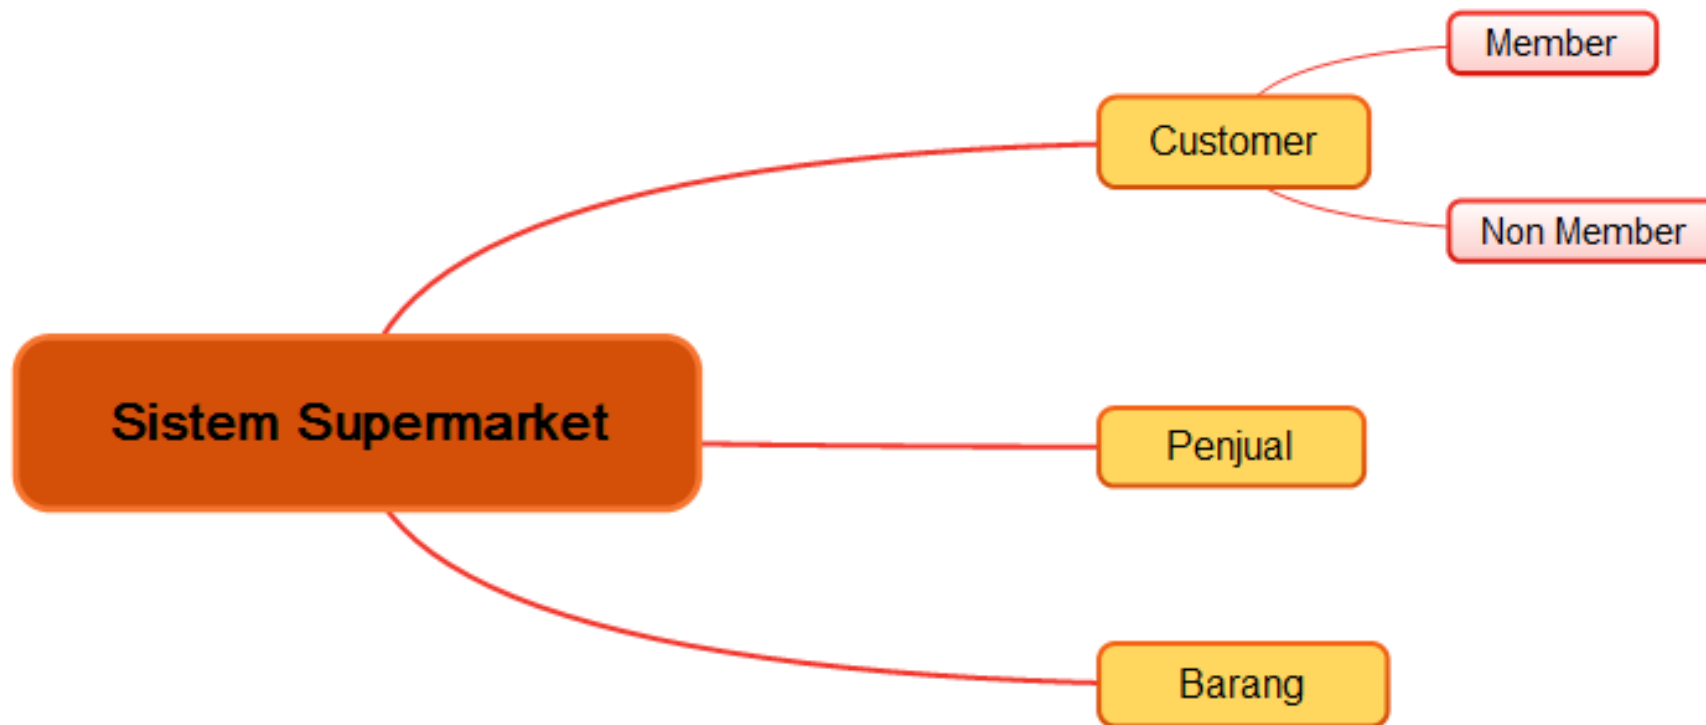 Member
Customer
Non Member
Sistem Supermarket
Penjual
Barang